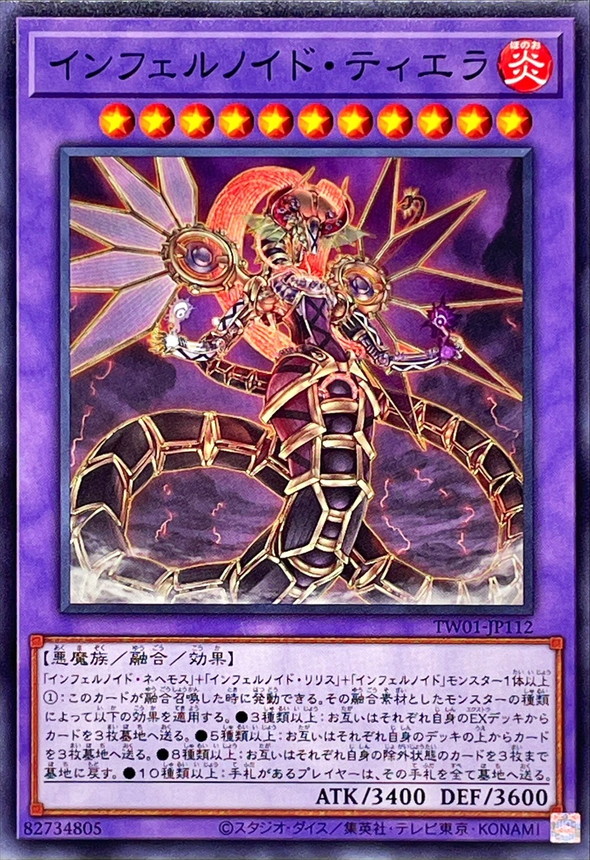 インフェルノイド・ティエラ
炎
TW01-JP112
【悪魔族／融合／効果】
「インフェルノイド・ネヘモス」+「インフェルノイド・リリス」+「インフェルノイド」モンスター1体以上
①:このカードが融合召喚した時に発動できる。その融合素材としたモンスターの種類
によって以下の効果を適用する。●3種類以上:お互いはそれぞれ自身のEXデッキから
カードを3枚墓地へ送る。●5種類以上:お互いはそれぞれ自身のデッキの上からカード
を3枚墓地へ送る。●8種類以上:お互いはそれぞれ自身の除外状態のカードを3枚まで
墓地に戻す。●10種類以上:手札があるプレイヤーは、その手札を全て墓地へ送る。
ATK/3400 DEF/3600
82734805 ©スタジオ・ダイス／集英社・テレビ東京・KONAMI